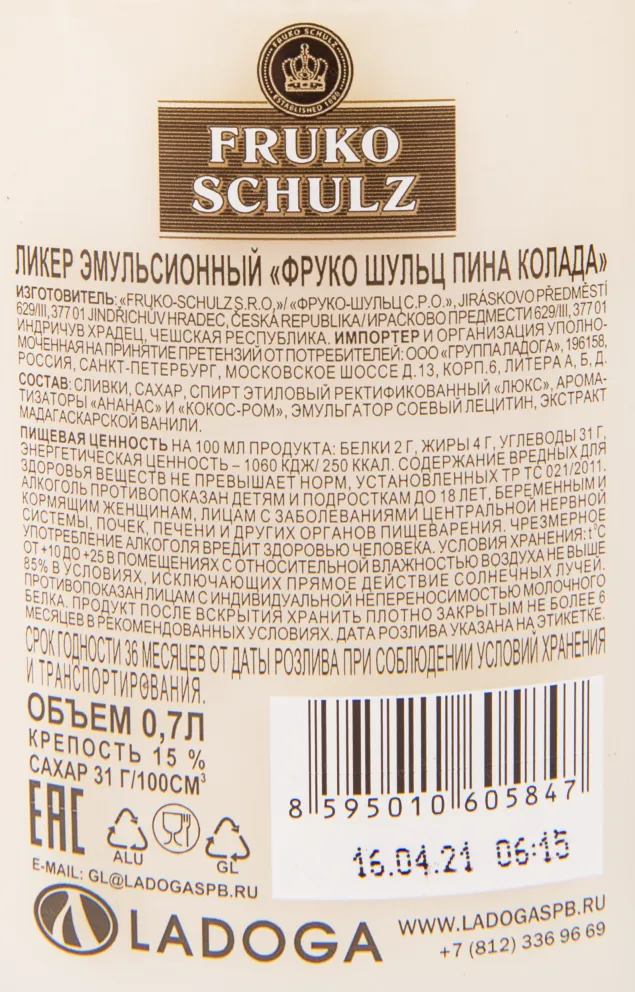 FRUKO SCHULZ
ESTABLISHED 1898
FRUKO
SCHULZ
ЛИКЕР ЭМУЛЬСИОННЫЙ «ФРУКО ШУЛЬЦ ПИНА КОЛАДА»
ИЗГОТОВИТЕЛЬ: «FRUKO-SCHULZ S.R.O.»/ «ФРУКО-ШУЛЬЦ С.Р.О.», JIRÁSKOVO PŘEDMĚSTÍ
629/III, 377 01 JINDŘICHŮV HRADEC, ČESKÁ REPUBLIKA/ ИРАСКОВО ПРЕДМЕСТИ 629/III, 377 01
ИНДРИЧУВ ХРАДЕЦ, ЧЕШСКАЯ РЕСПУБЛИКА. ИМПОРТЕР И ОРГАНИЗАЦИЯ УПОЛНО-
МОЧЕННАЯ НА ПРИНЯТИЕ ПРЕТЕНЗИЙ ОТ ПОТРЕБИТЕЛЕЙ: ООО «ГРУППА ЛАДОГА», 196158,
РОССИЯ, САНКТ-ПЕТЕРБУРГ, МОСКОВСКОЕ ШОССЕ Д.13, КОРП.6, ЛИТЕРА А, Б, Д.
СОСТАВ: СЛИВКИ, САХАР, СПИРТ ЭТИЛОВЫЙ РЕКТИФИКОВАННЫЙ «ЛЮКС», АРОМА-
ТИЗАТОРЫ «АНАНАС» И «КОКОС-РОМ», ЭМУЛЬГАТОР СОЕВЫЙ ЛЕЦИТИН, ЭКСТРАКТ
МАДАГАСКАРСКОЙ ВАНИЛИ.
ПИЩЕВАЯ ЦЕННОСТЬ НА 100 МЛ ПРОДУКТА: БЕЛКИ 2 Г, ЖИРЫ 4 Г, УГЛЕВОДЫ 31 Г,
ЭНЕРГЕТИЧЕСКАЯ ЦЕННОСТЬ – 1060 КДЖ/ 250 ККАЛ. СОДЕРЖАНИЕ ВРЕДНЫХ ДЛЯ
ЗДОРОВЬЯ ВЕЩЕСТВ НЕ ПРЕВЫШАЕТ НОРМ, УСТАНОВЛЕННЫХ ТР ТС 021/2011.
АЛКОГОЛЬ ПРОТИВОПОКАЗАН ДЕТЯМ И ПОДРОСТКАМ ДО 18 ЛЕТ, БЕРЕМЕННЫМ И
КОРМЯЩИМ ЖЕНЩИНАМ, ЛИЦАМ С ЗАБОЛЕВАНИЯМИ ЦЕНТРАЛЬНОЙ НЕРВНОЙ
СИСТЕМЫ, ПОЧЕК, ПЕЧЕНИ И ДРУГИХ ОРГАНОВ ПИЩЕВАРЕНИЯ. ЧРЕЗМЕРНОЕ
УПОТРЕБЛЕНИЕ АЛКОГОЛЯ ВРЕДИТ ЗДОРОВЬЮ ЧЕЛОВЕКА. УСЛОВИЯ ХРАНЕНИЯ: t °C
ОТ +10 ДО +25 В ПОМЕЩЕНИЯХ С ОТНОСИТЕЛЬНОЙ ВЛАЖНОСТЬЮ ВОЗДУХА НЕ ВЫШЕ
85% В УСЛОВИЯХ, ИСКЛЮЧАЮЩИХ ПРЯМОЕ ДЕЙСТВИЕ СОЛНЕЧНЫХ ЛУЧЕЙ.
ПРОТИВОПОКАЗАН ЛИЦАМ С ИНДИВИДУАЛЬНОЙ НЕПЕРЕНОСИМОСТЬЮ МОЛОЧНОГО
БЕЛКА. ПРОДУКТ ПОСЛЕ ВСКРЫТИЯ ХРАНИТЬ ПЛОТНО ЗАКРЫТЫМ НЕ БОЛЕЕ 6
МЕСЯЦЕВ В РЕКОМЕНДОВАННЫХ УСЛОВИЯХ. ДАТА РОЗЛИВА УКАЗАНА НА ЭТИКЕТКЕ.
СРОК ГОДНОСТИ 36 МЕСЯЦЕВ ОТ ДАТЫ РОЗЛИВА ПРИ СОБЛЮДЕНИИ УСЛОВИЙ ХРАНЕНИЯ
И ТРАНСПОРТИРОВАНИЯ.
ОБЪЕМ 0,7Л
КРЕПОСТЬ 15 %
САХАР 31 Г/100СМ³
8 595010 605847
16.04.21 06:15
EAC
ALU
GL
E-MAIL: GL@LADOGASPB.RU
LADOGA
WWW.LADOGASPB.RU
+7 (812) 336 96 69